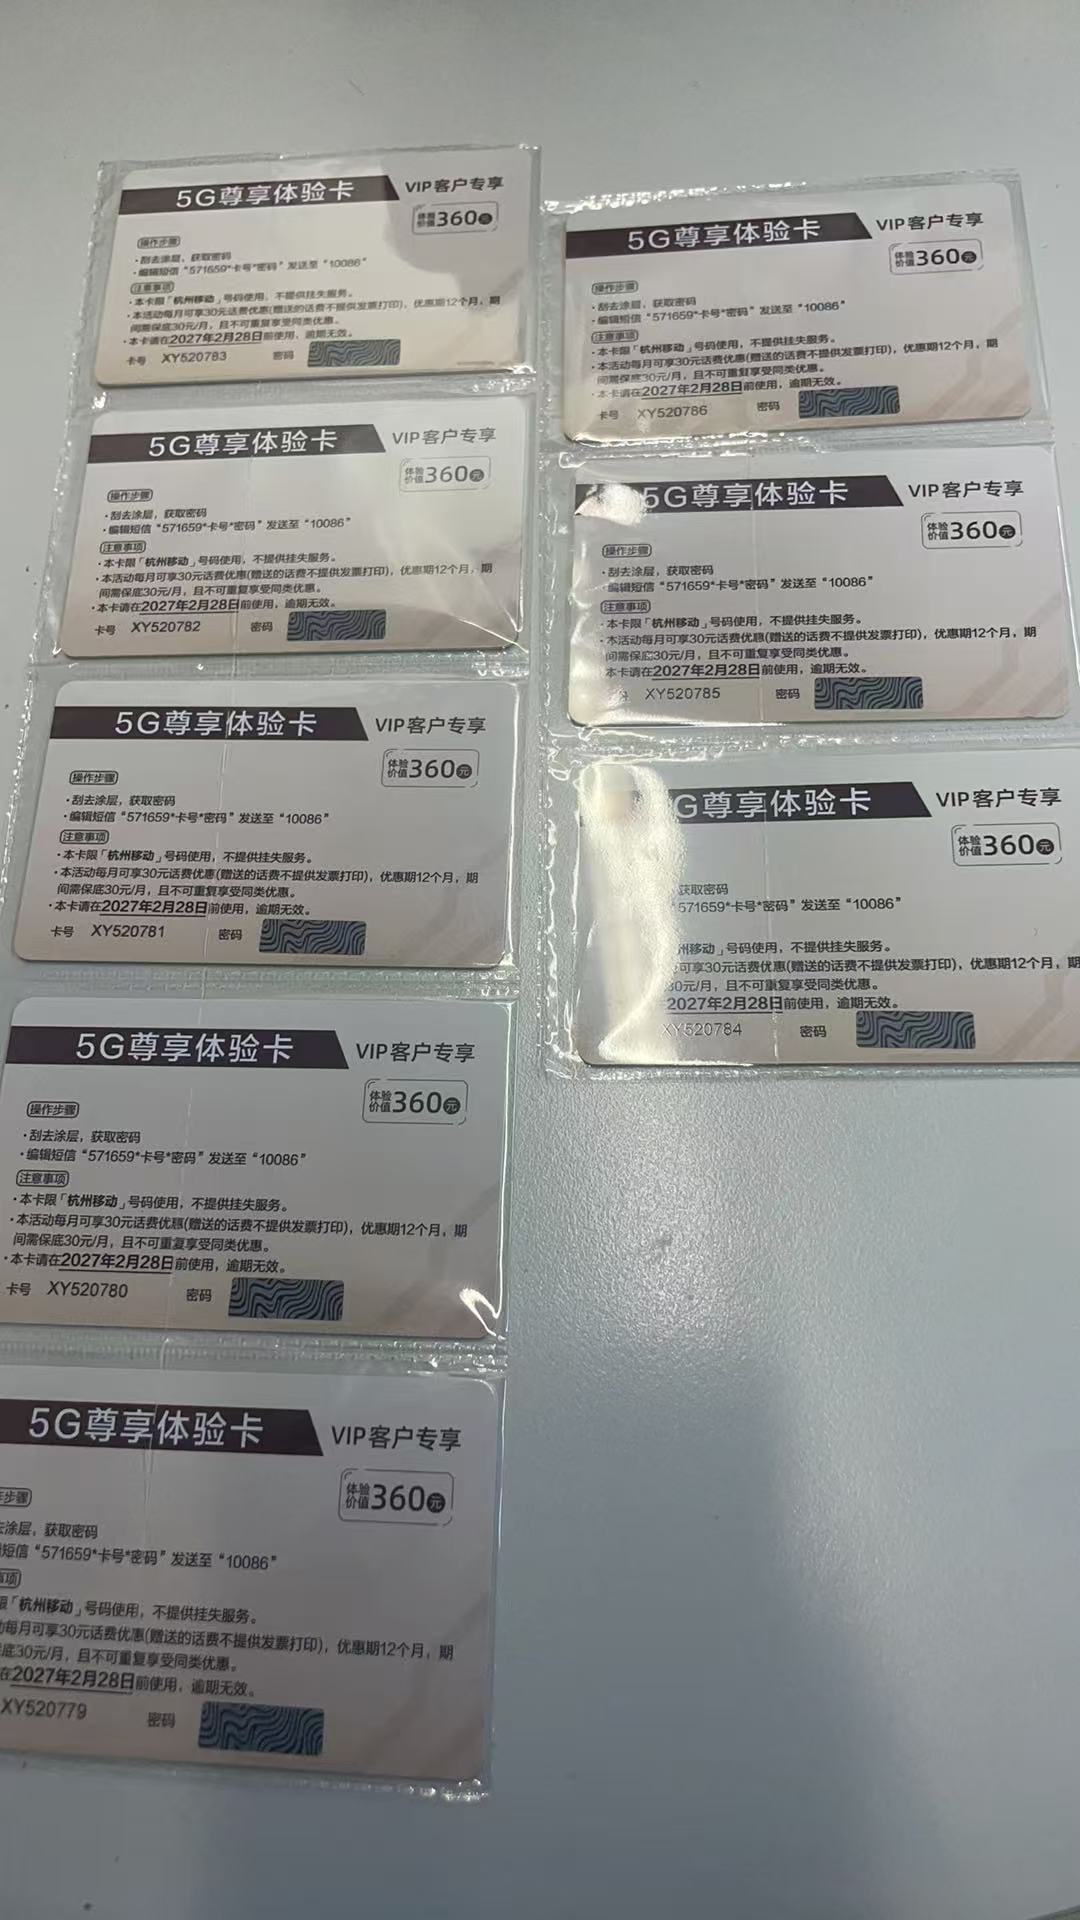 5G尊享体验卡
VIP客户专享
体验价值360元
操作步骤
·刮去涂层，获取密码
·编辑短信“571659*卡号*密码”发送至“10086”
注意事项
·本卡限「杭州移动」号码使用，不提供挂失服务。
·本活动每月可享30元话费优惠(赠送的话费不提供发票打印)，优惠期12个月，期
间需保底30元/月，且不可重复享受同类优惠。
·本卡请在2027年2月28日前使用，逾期无效。
卡号 XY520783 密码
5G尊享体验卡
VIP客户专享
体验价值360元
操作步骤
·刮去涂层，获取密码
·编辑短信“571659*卡号*密码”发送至“10086”
注意事项
·本卡限「杭州移动」号码使用，不提供挂失服务。
·本活动每月可享30元话费优惠(赠送的话费不提供发票打印)，优惠期12个月，期
间需保底30元/月，且不可重复享受同类优惠。
·本卡请在2027年2月28日前使用，逾期无效。
卡号 XY520782 密码
5G尊享体验卡
VIP客户专享
体验价值360元
操作步骤
·刮去涂层，获取密码
·编辑短信“571659*卡号*密码”发送至“10086”
注意事项
·本卡限「杭州移动」号码使用，不提供挂失服务。
·本活动每月可享30元话费优惠(赠送的话费不提供发票打印)，优惠期12个月，期
间需保底30元/月，且不可重复享受同类优惠。
·本卡请在2027年2月28日前使用，逾期无效。
卡号 XY520781 密码
5G尊享体验卡
VIP客户专享
体验价值360元
操作步骤
·刮去涂层，获取密码
·编辑短信“571659*卡号*密码”发送至“10086”
注意事项
·本卡限「杭州移动」号码使用，不提供挂失服务。
·本活动每月可享30元话费优惠(赠送的话费不提供发票打印)，优惠期12个月，期
间需保底30元/月，且不可重复享受同类优惠。
·本卡请在2027年2月28日前使用，逾期无效。
卡号 XY520780 密码
5G尊享体验卡
VIP客户专享
体验价值360元
步骤
去涂层，获取密码
短信“571659*卡号*密码”发送至“10086”
事项
限「杭州移动」号码使用，不提供挂失服务。
动每月可享30元话费优惠(赠送的话费不提供发票打印)，优惠期12个月，期
底30元/月，且不可重复享受同类优惠。
在2027年2月28日前使用，逾期无效。
XY520779 密码
5G尊享体验卡
VIP客户专享
体验价值360元
操作步骤
·刮去涂层，获取密码
·编辑短信“571659*卡号*密码”发送至“10086”
注意事项
·本卡限「杭州移动」号码使用，不提供挂失服务。
·本活动每月可享30元话费优惠(赠送的话费不提供发票打印)，优惠期12个月，期
间需保底30元/月，且不可重复享受同类优惠。
·本卡请在2027年2月28日前使用，逾期无效。
卡号 XY520786 密码
5G尊享体验卡
VIP客户专享
体验价值360元
操作步骤
·刮去涂层，获取密码
·编辑短信“571659*卡号*密码”发送至“10086”
注意事项
·本卡限「杭州移动」号码使用，不提供挂失服务。
·本活动每月可享30元话费优惠(赠送的话费不提供发票打印)，优惠期12个月，期
间需保底30元/月，且不可重复享受同类优惠。
本卡请在2027年2月28日前使用，逾期无效。
号 XY520785 密码
G尊享体验卡
VIP客户专享
体验价值360元
获取密码
“571659*卡号*密码”发送至“10086”
州移动」号码使用，不提供挂失服务。
可享30元话费优惠(赠送的话费不提供发票打印)，优惠期12个月，期
30元/月，且不可重复享受同类优惠。
2027年2月28日前使用，逾期无效。
XY520784 密码